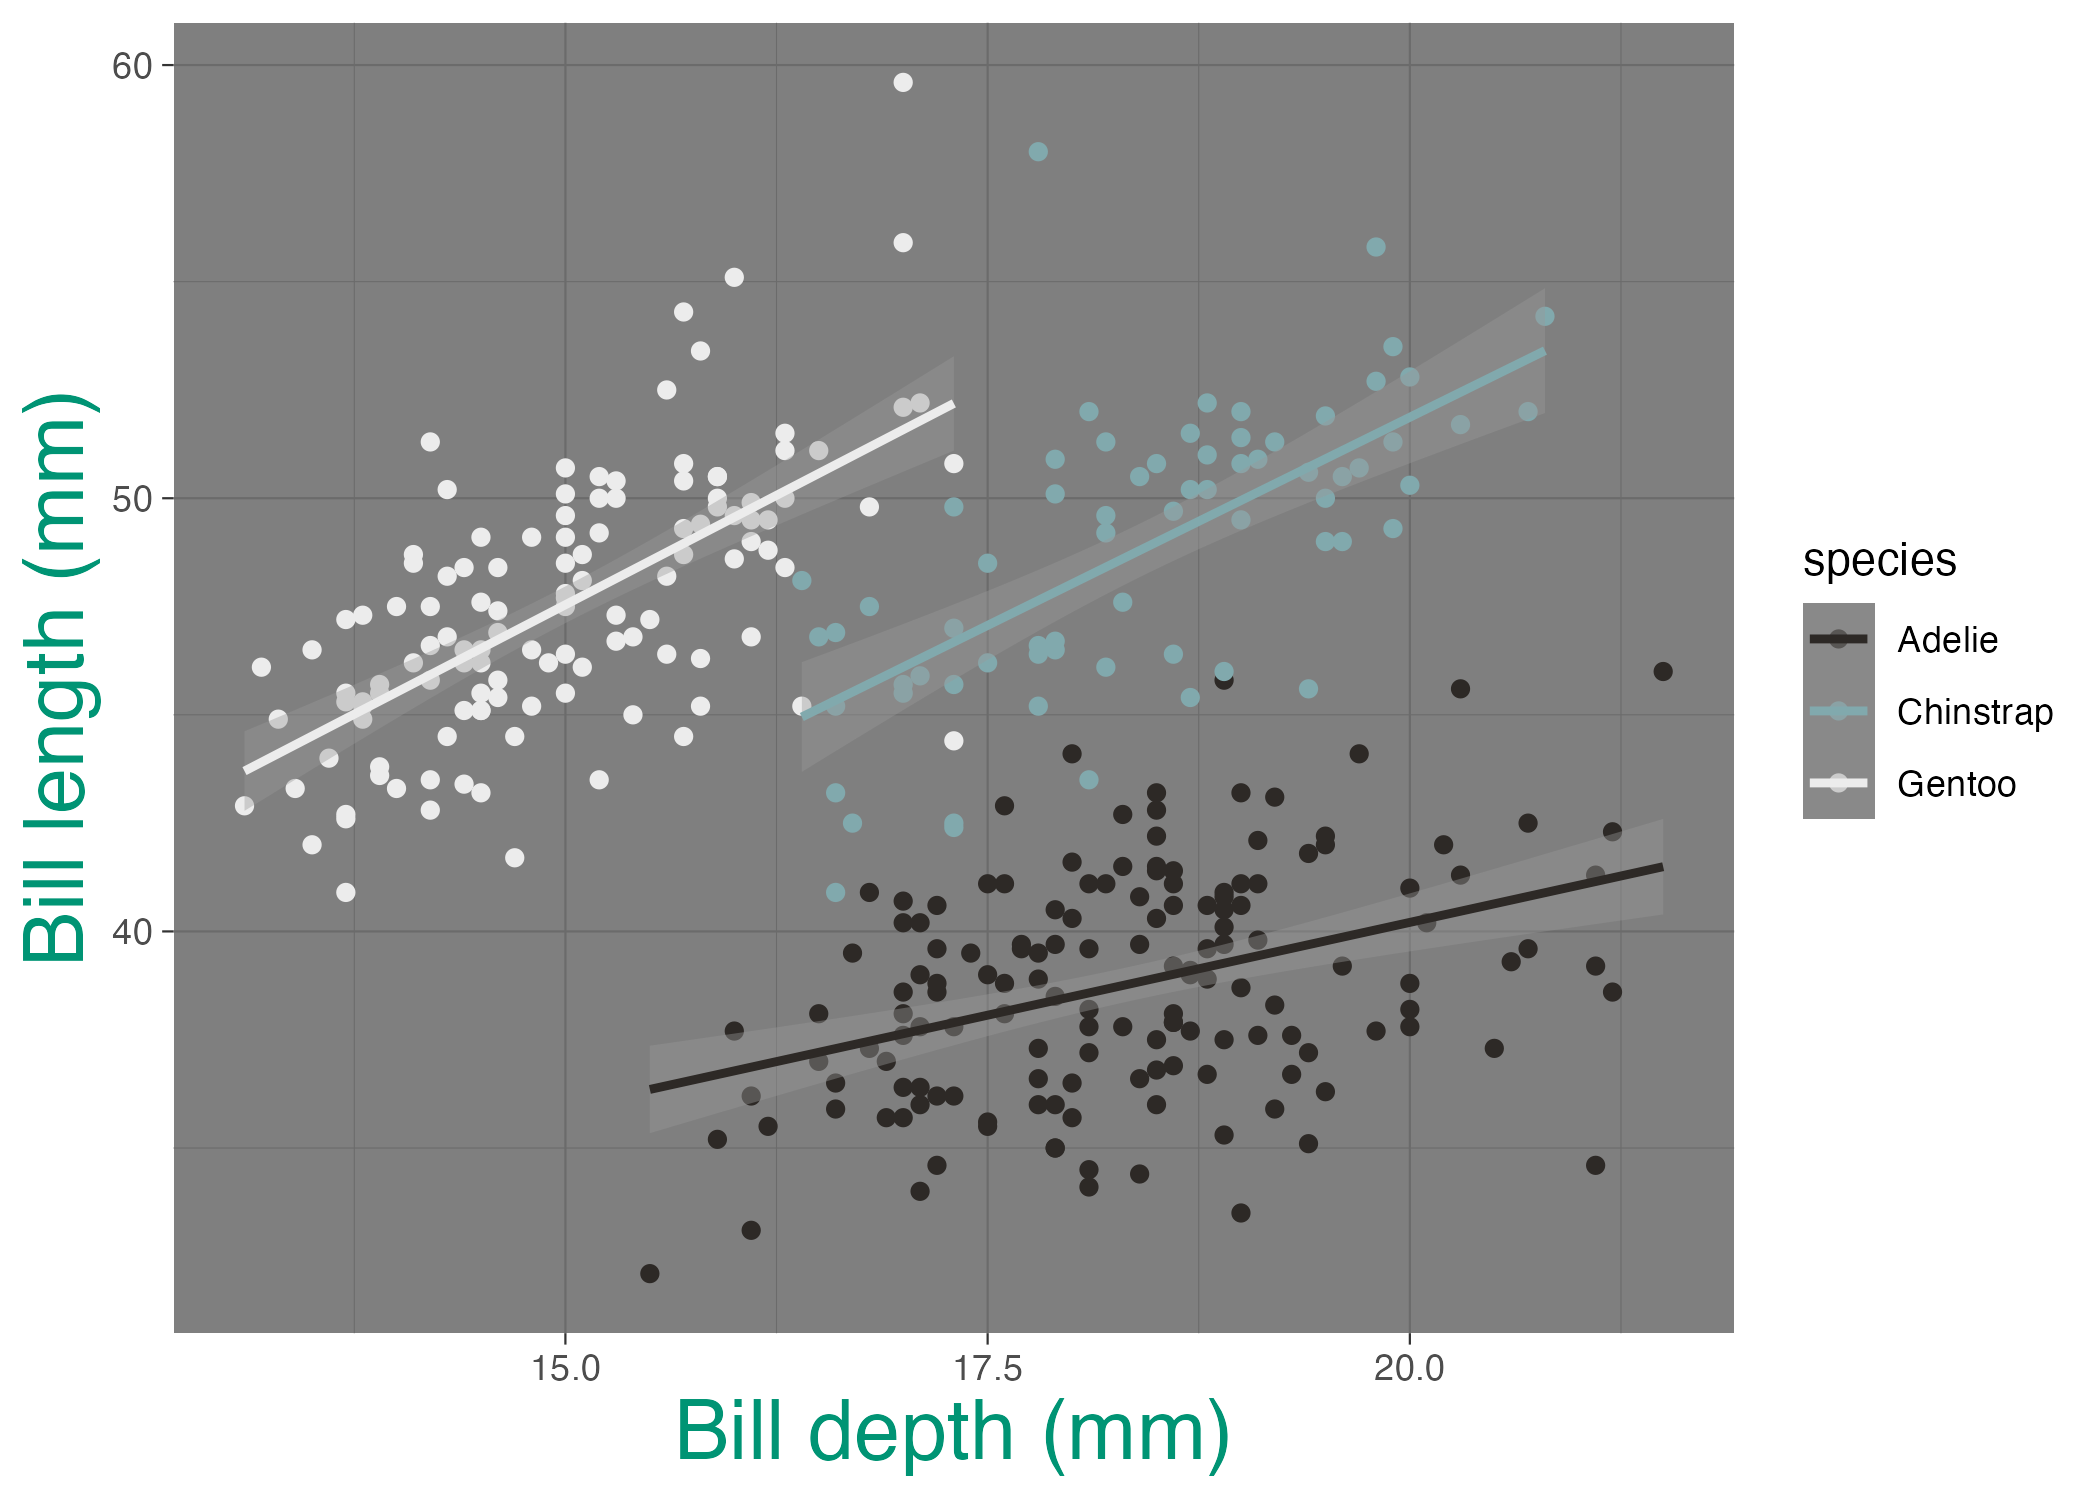 Bill length (mm)
60
50
40
15.0
17.5
20.0
Bill depth (mm)
species
Adelie
Chinstrap
Gentoo